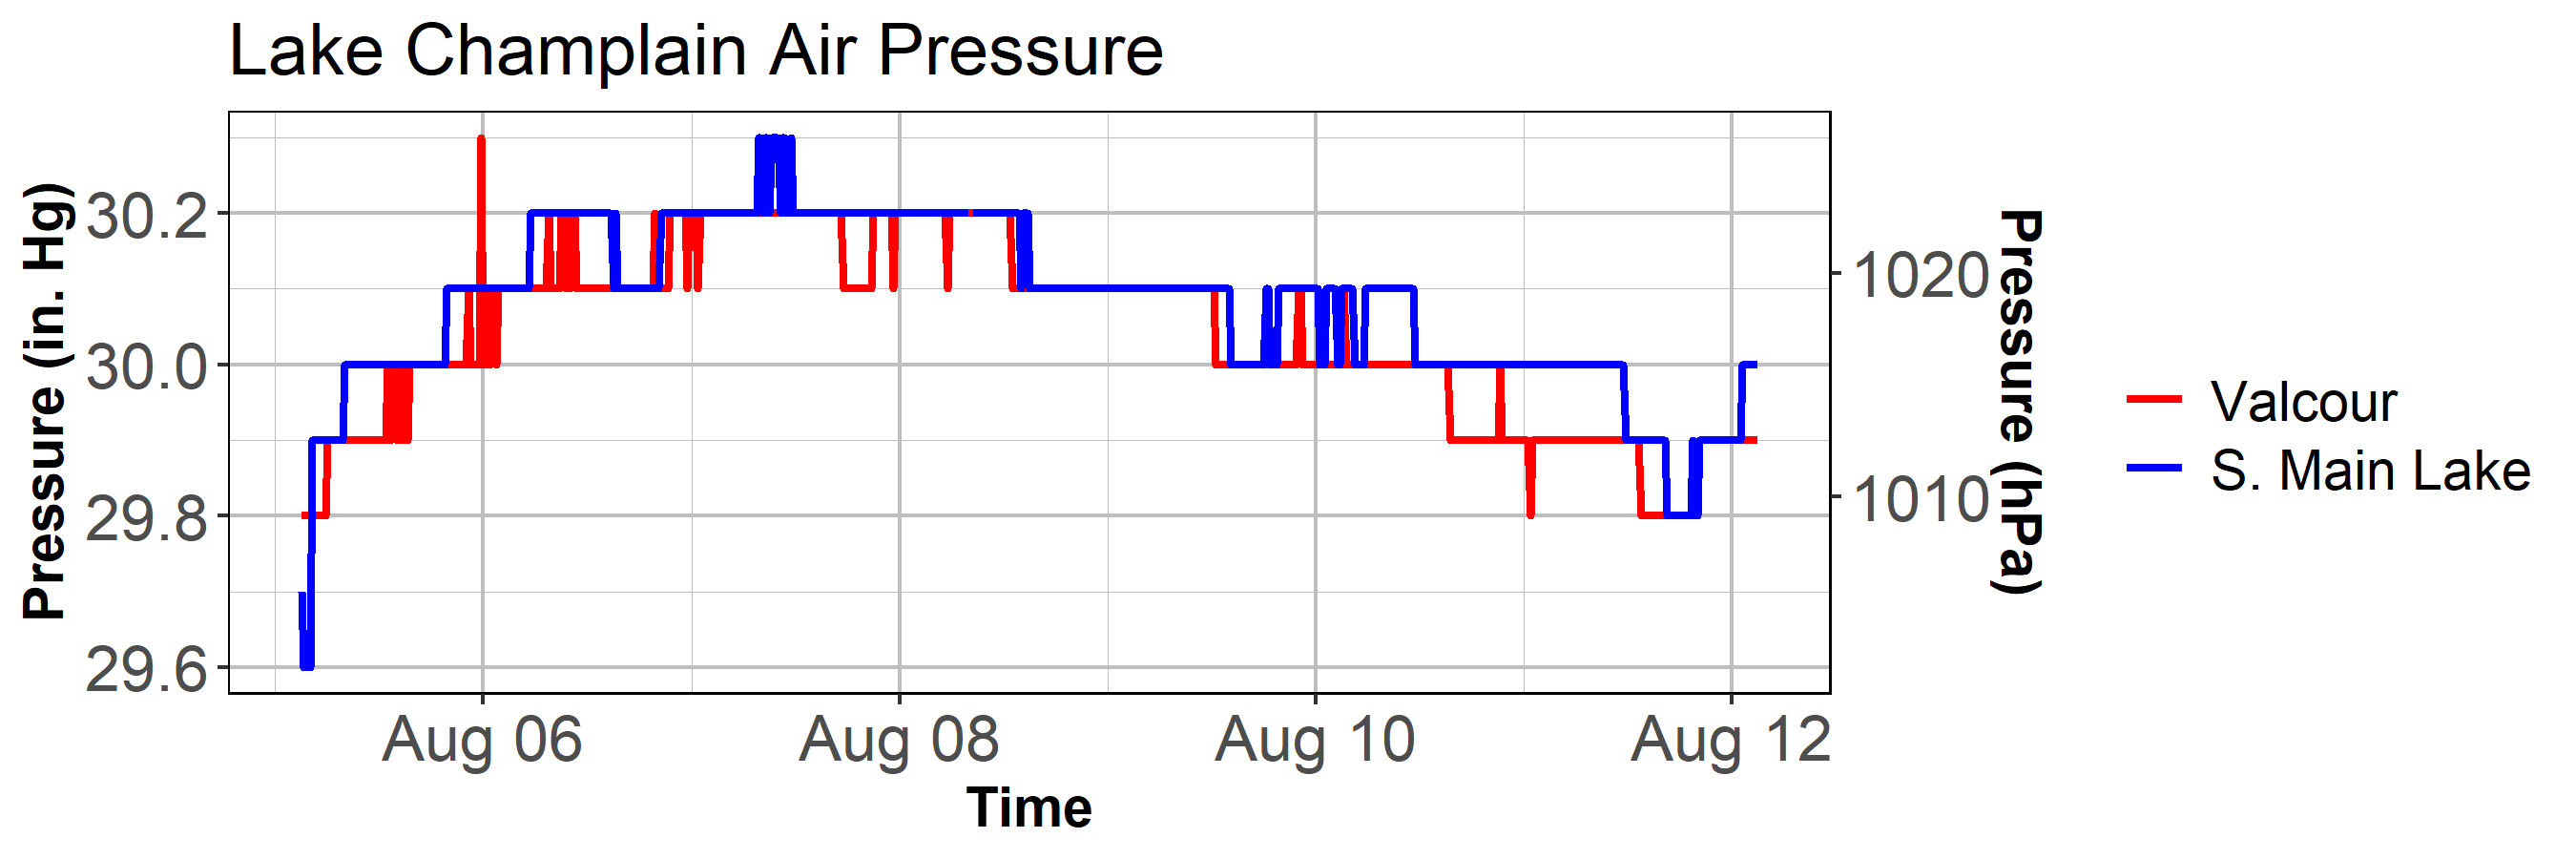 Lake Champlain Air Pressure
Pressure (in. Hg)
30.2
30.0
29.8
29.6
Aug 06 Aug 08 Aug 10 Aug 12
Time
1020
1010
Pressure (hPa)
Valcour
S. Main Lake